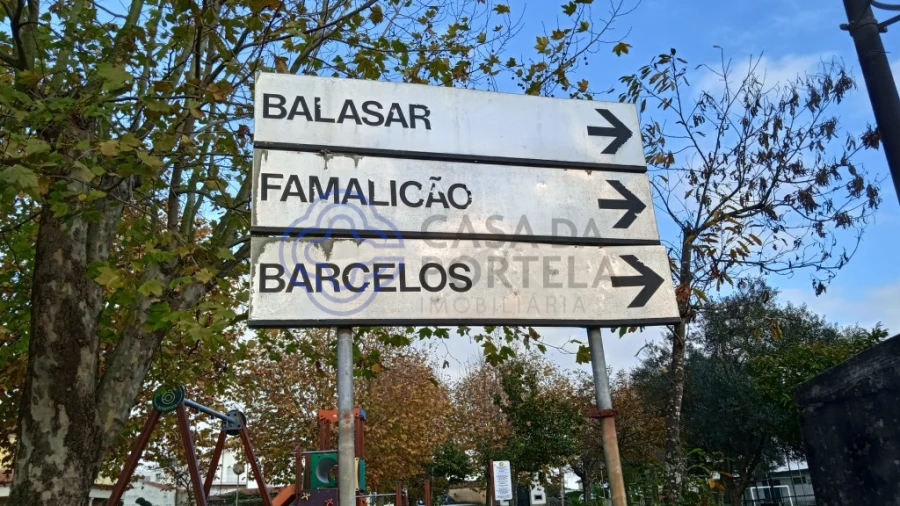 BALASAR
FAMALICÃO
CASA DA
PORTELA
BARCELOS
IMOBILIÁRIA